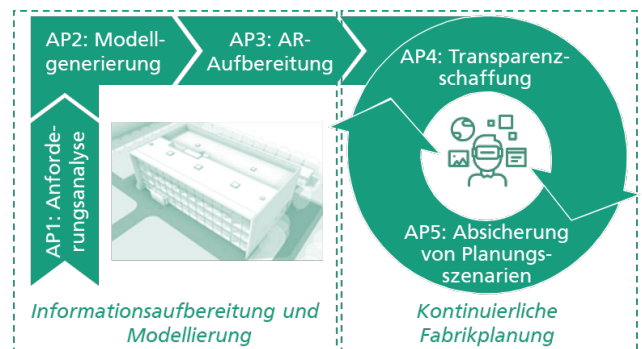 AP2: Modell-
generierung
AP3: AR-
Aufbereitung
AP4: Transparenz-
schaffung
AP1: Anforde-
rungsanalyse
AP5: Absicherung
von Planungs-
szenarien
Informationsaufbereitung und
Modellierung
Kontinuierliche
Fabrikplanung